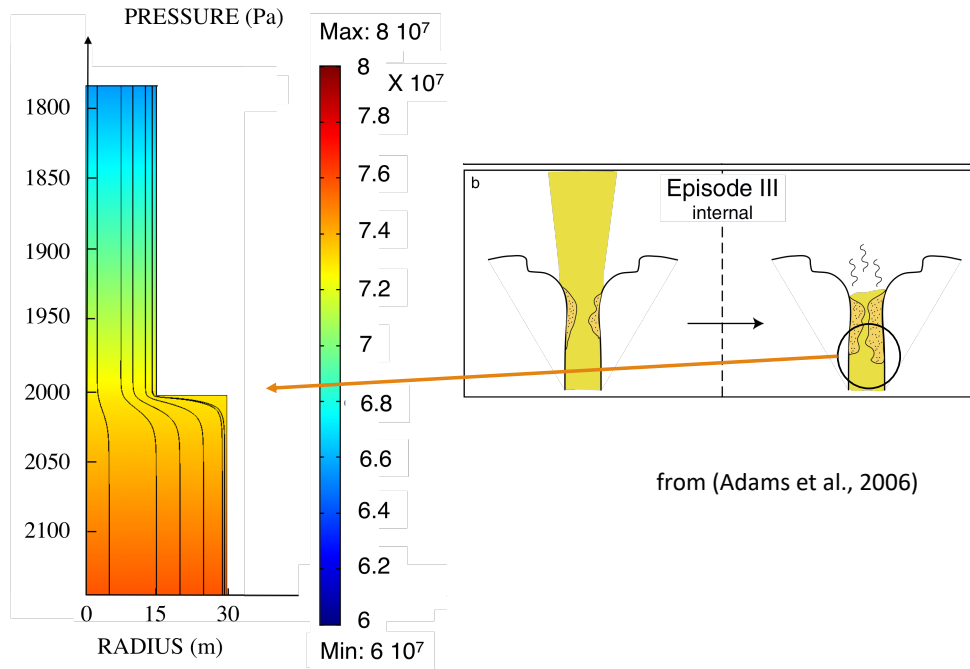 PRESSURE (Pa)
1800
1850
1900
1950
2000
2050
2100
0 15 30
RADIUS (m)
Max: 8 10⁷
X 10⁷
8
7.8
7.6
7.4
7.2
7
6.8
6.6
6.4
6.2
6
Min: 6 10⁷
b
Episode III
internal
from (Adams et al., 2006)